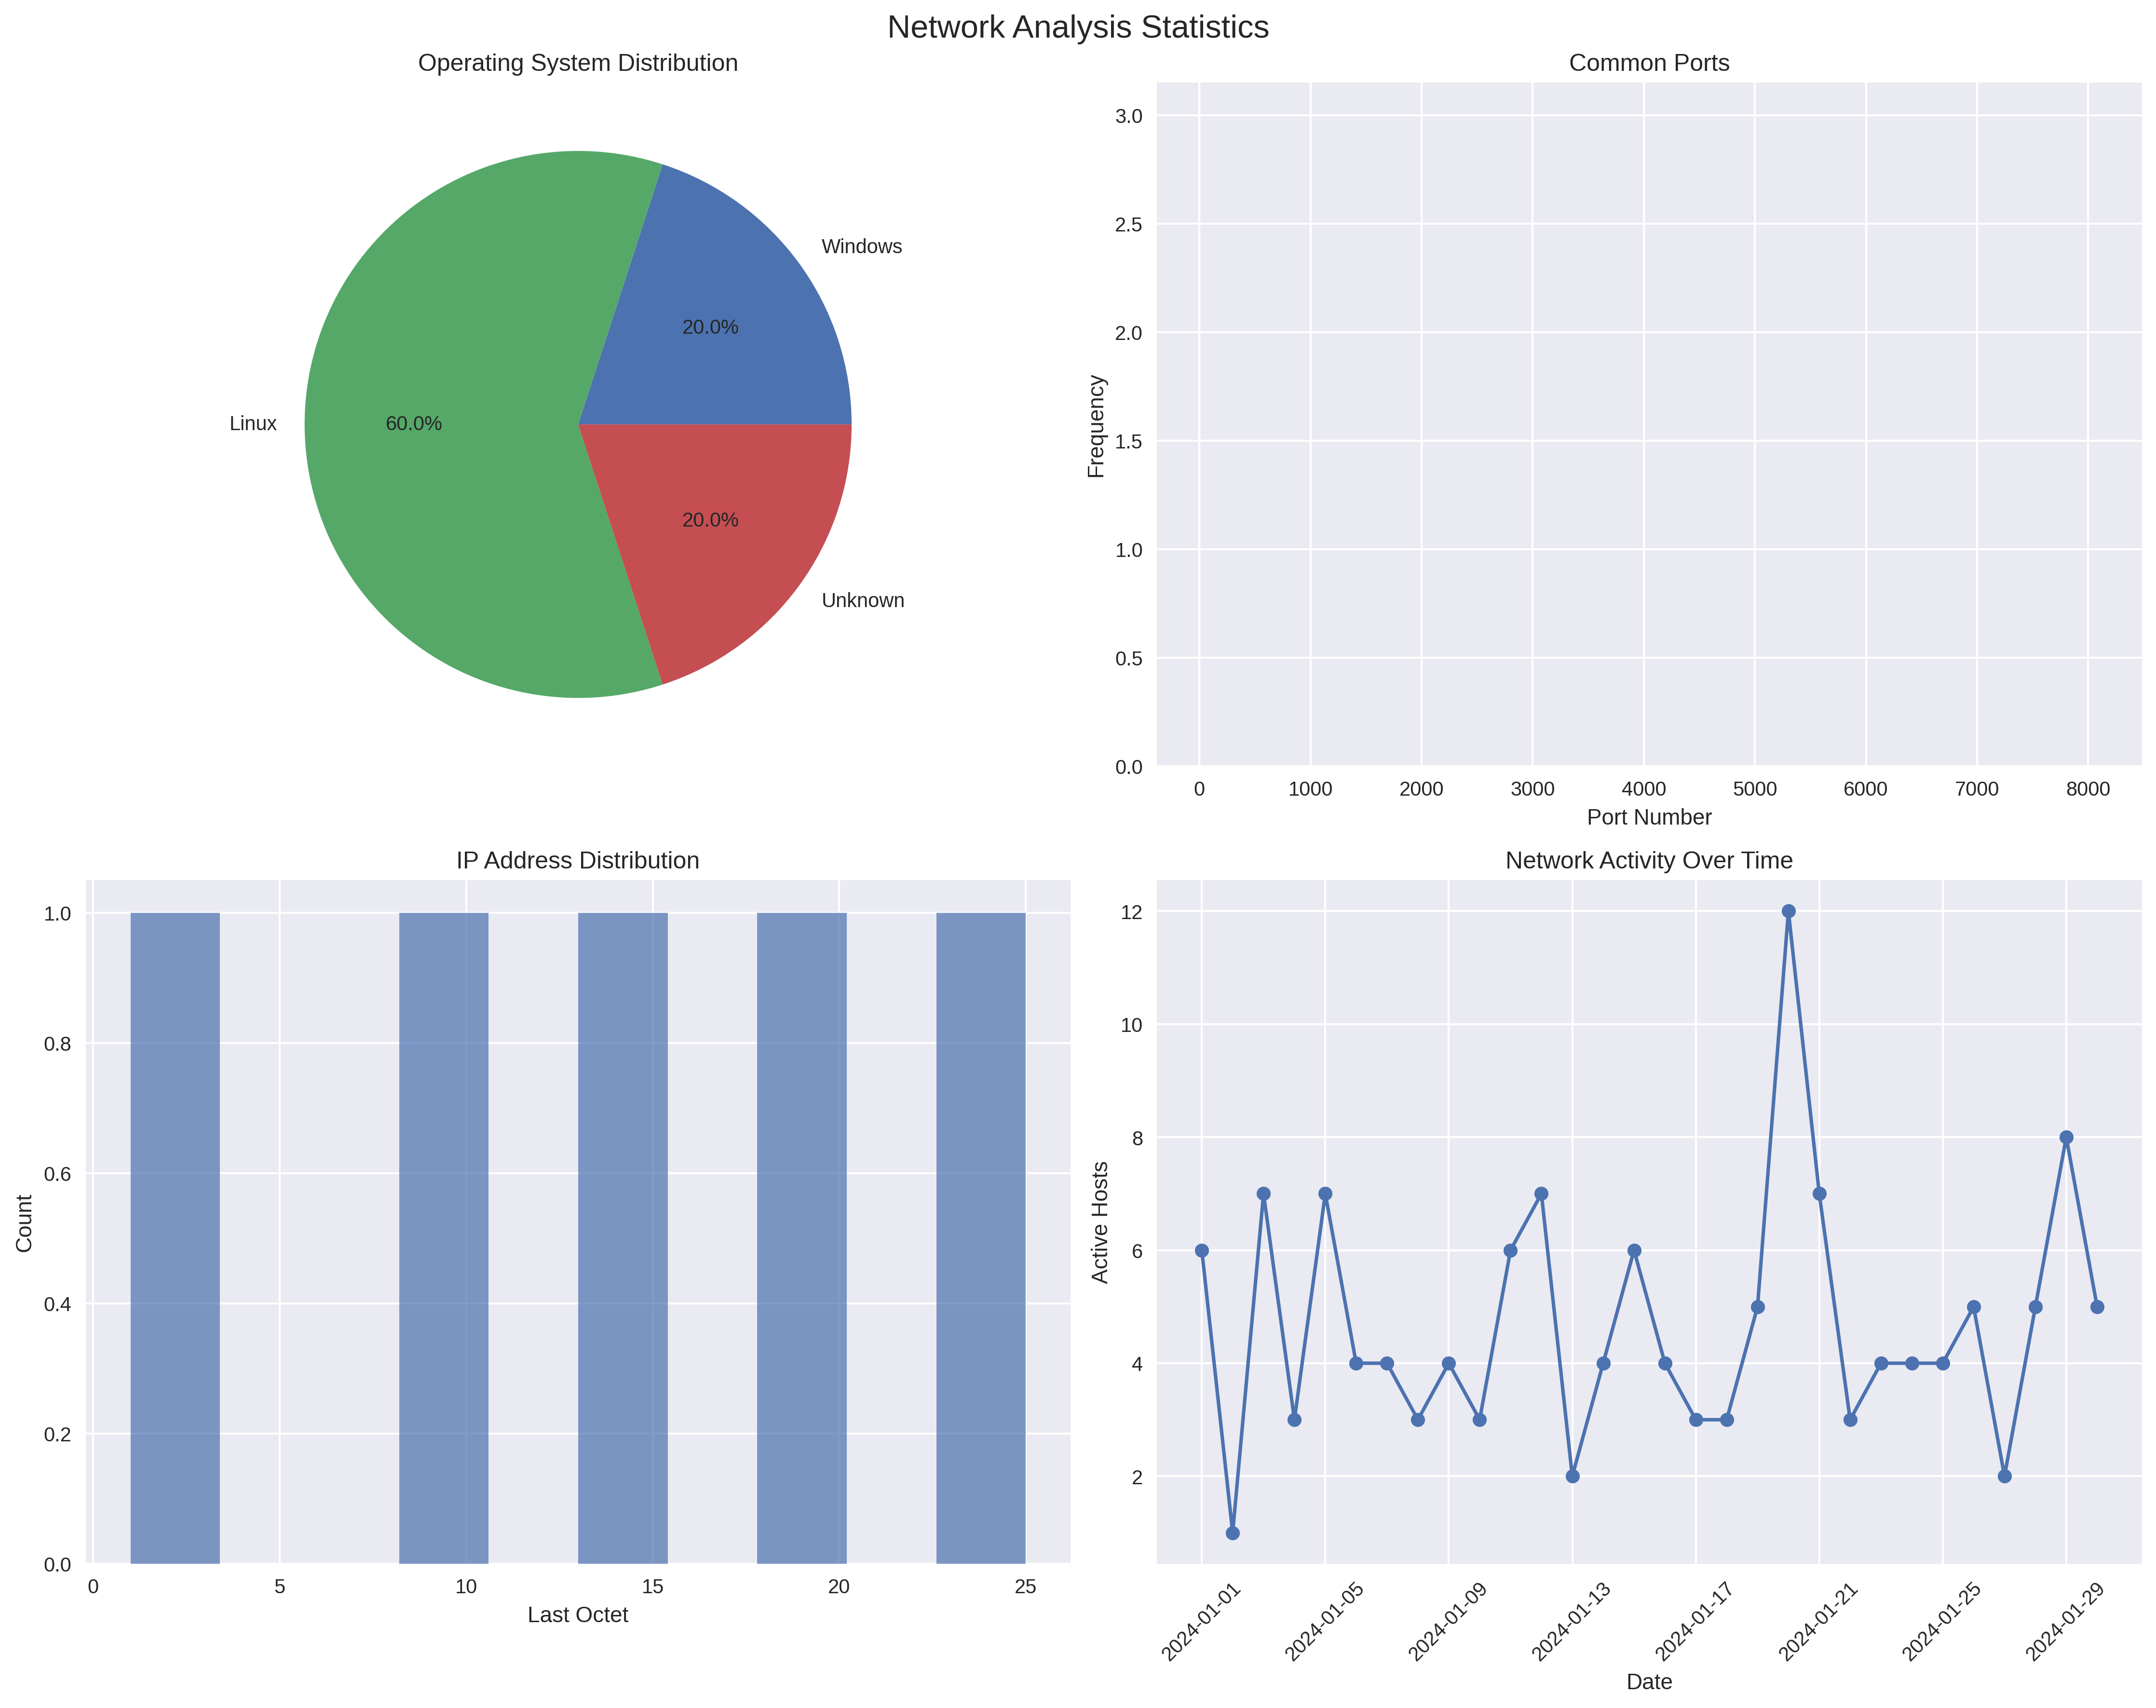 Network Analysis Statistics
Operating System Distribution
Windows
20.0%
Linux
60.0%
20.0%
Unknown
Common Ports
3.0
2.5
2.0
1.5
1.0
0.5
0.0
Frequency
0 1000 2000 3000 4000 5000 6000 7000 8000
Port Number
IP Address Distribution
1.0
0.8
0.6
0.4
0.2
0.0
Count
0 5 10 15 20 25
Last Octet
Network Activity Over Time
12
10
8
6
4
2
Active Hosts
2024-01-01 2024-01-05 2024-01-09 2024-01-13 2024-01-17 2024-01-21 2024-01-25 2024-01-29
Date